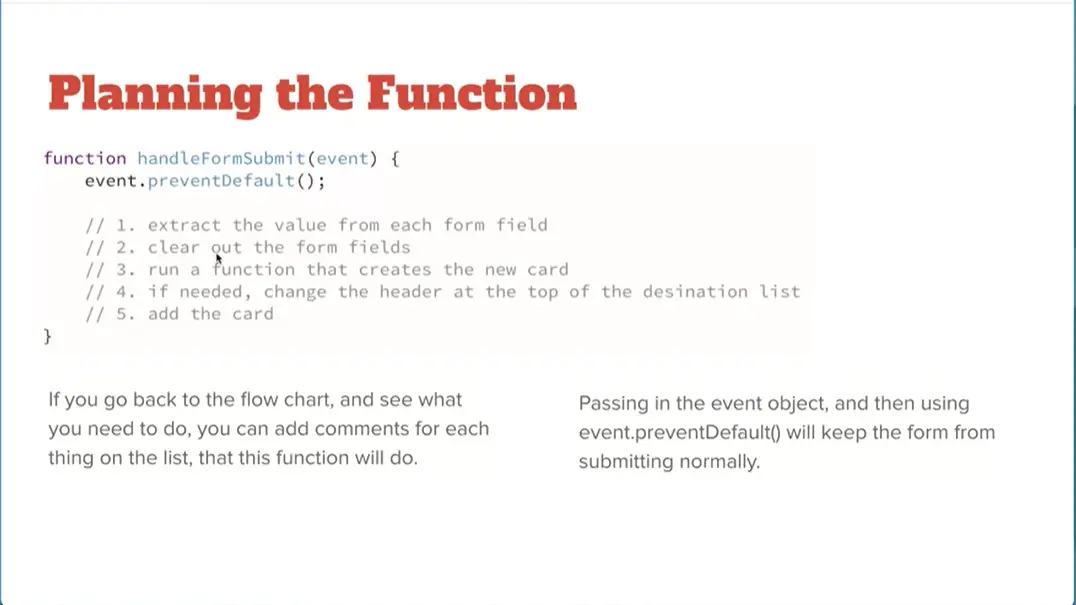 Planning the Function
function handleFormSubmit(event) {
    event.preventDefault();
    // 1. extract the value from each form field
    // 2. clear out the form fields
    // 3. run a function that creates the new card
    // 4. if needed, change the header at the top of the desination list
    // 5. add the card
}
If you go back to the flow chart, and see what
you need to do, you can add comments for each
thing on the list, that this function will do.
Passing in the event object, and then using
event.preventDefault() will keep the form from
submitting normally.